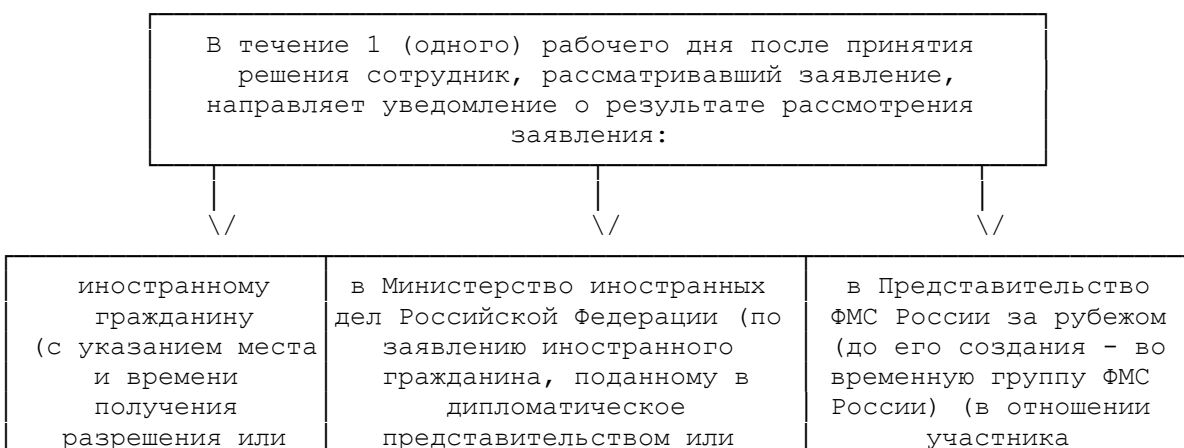 В течение 1 (одного) рабочего дня после принятия
решения сотрудник, рассматривавший заявление,
направляет уведомление о результате рассмотрения
заявления:
иностранному
гражданину
(с указанием места
и времени
получения
разрешения или
в Министерство иностранных
дел Российской Федерации (по
заявлению иностранного
гражданина, поданному в
дипломатическое
представительством или
в Представительство
ФМС России за рубежом
(до его создания - во
временную группу ФМС
России) (в отношении
участника